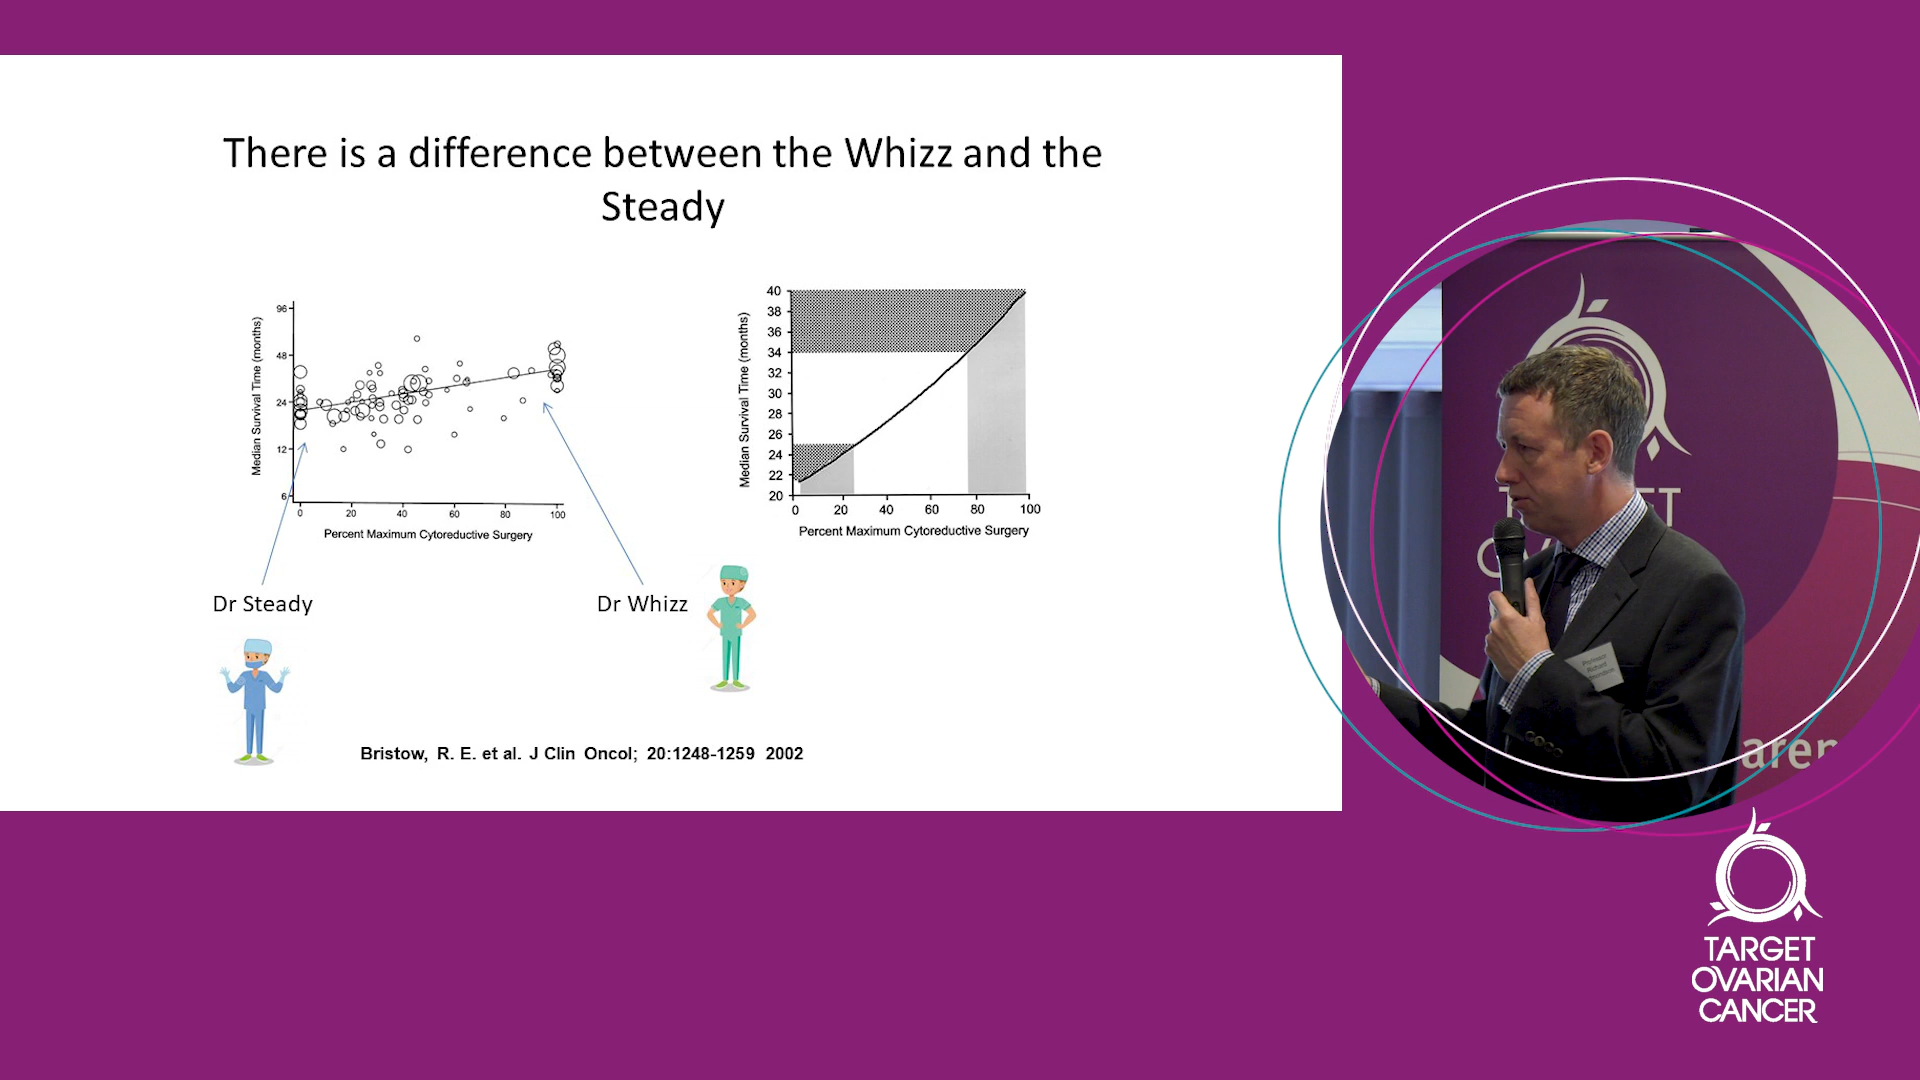 There is a difference between the Whizz and the
Steady
Median Survival Time (months)
96
48
24
12
6
0 20 40 60 80 100
Percent Maximum Cytoreductive Surgery
Median Survival Time (months)
40
38
36
34
32
30
28
26
24
22
20
0 20 40 60 80 100
Percent Maximum Cytoreductive Surgery
Dr Steady
Dr Whizz
Bristow, R. E. et al. J Clin Oncol; 20:1248-1259 2002
Professor
Richard
aren
TARGET
OVARIAN
CANCER